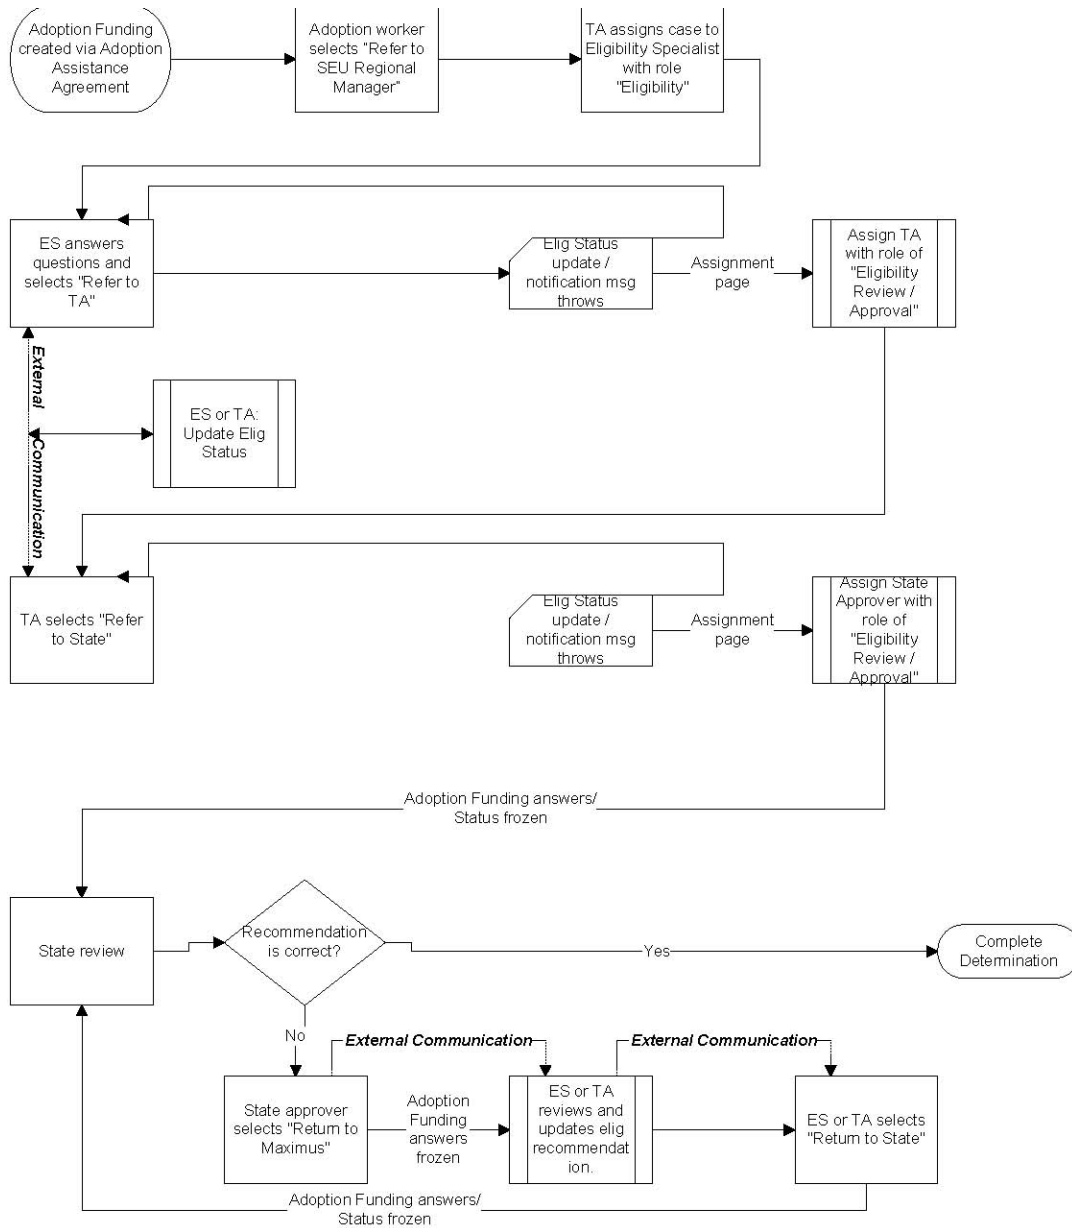 Adoption Funding
created via Adoption
Assistance
Agreement
Adoption worker
selects "Refer to
SEU Regional
Manager"
TA assigns case to
Eligibility Specialist
with role
"Eligibility"
ES answers
questions and
selects "Refer to
TA"
Elig Status
update /
notification msg
throws
Assignment
page
Assign TA
with role of
"Eligibility
Review /
Approval"
External
Communication
ES or TA:
Update Elig
Status
TA selects "Refer
to State"
Elig Status
update /
notification msg
throws
Assignment
page
Assign State
Approver with
role of
"Eligibility
Review /
Approval"
Adoption Funding answers/
Status frozen
State review
Recommendation
is correct?
Yes
Complete
Determination
No
External Communication
External Communication
State approver
selects "Return to
Maximus"
Adoption
Funding
answers
frozen
ES or TA
reviews and
updates elig
recommendat
ion.
ES or TA selects
"Return to State"
Adoption Funding answers/
Status frozen